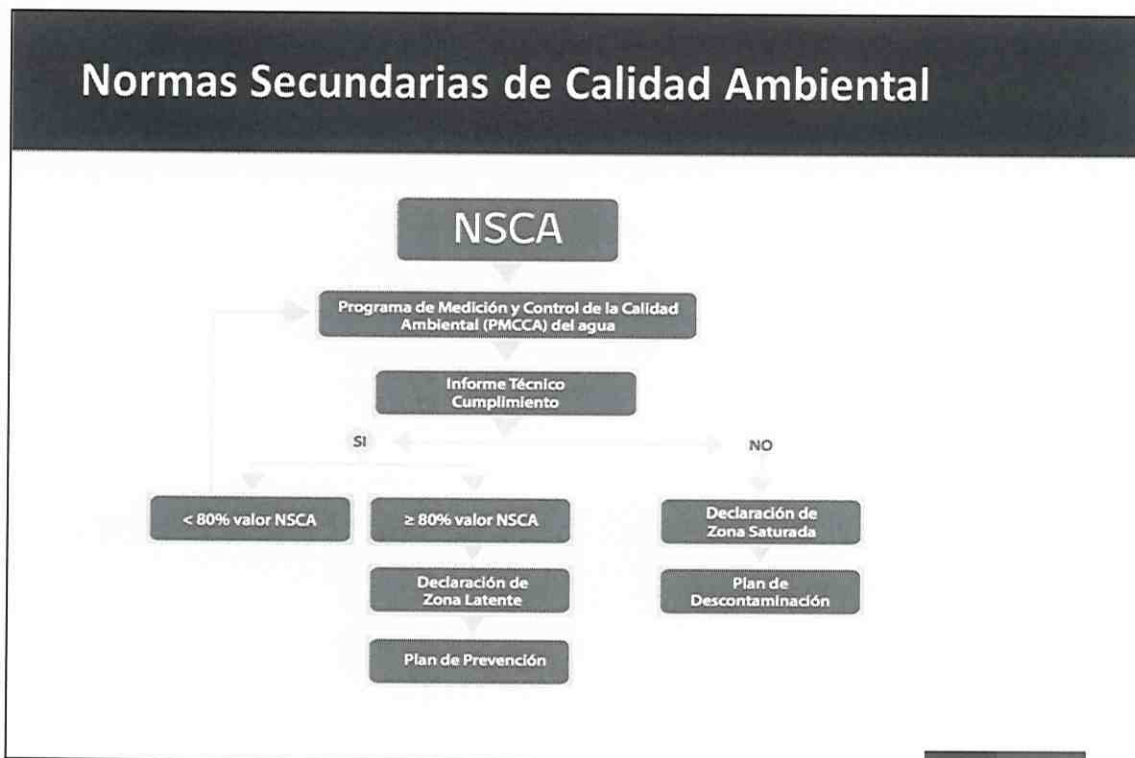 Normas Secundarias de Calidad Ambiental
NSCA
Programa de Medición y Control de la Calidad
Ambiental (PMCCA) del agua
Informe Técnico
Cumplimiento
SI
NO
< 80% valor NSCA
≥ 80% valor NSCA
Declaración de
Zona Saturada
Declaración de
Zona Latente
Plan de
Descontaminación
Plan de Prevención